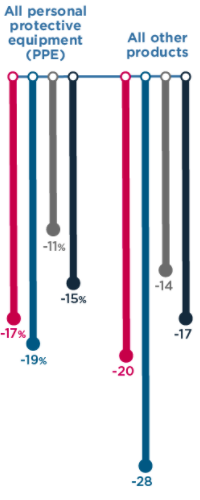 All personal
protective
equipment
(PPE)
All other
products
-11%
-15%
-17%
-19%
-14
-17
-20
-28